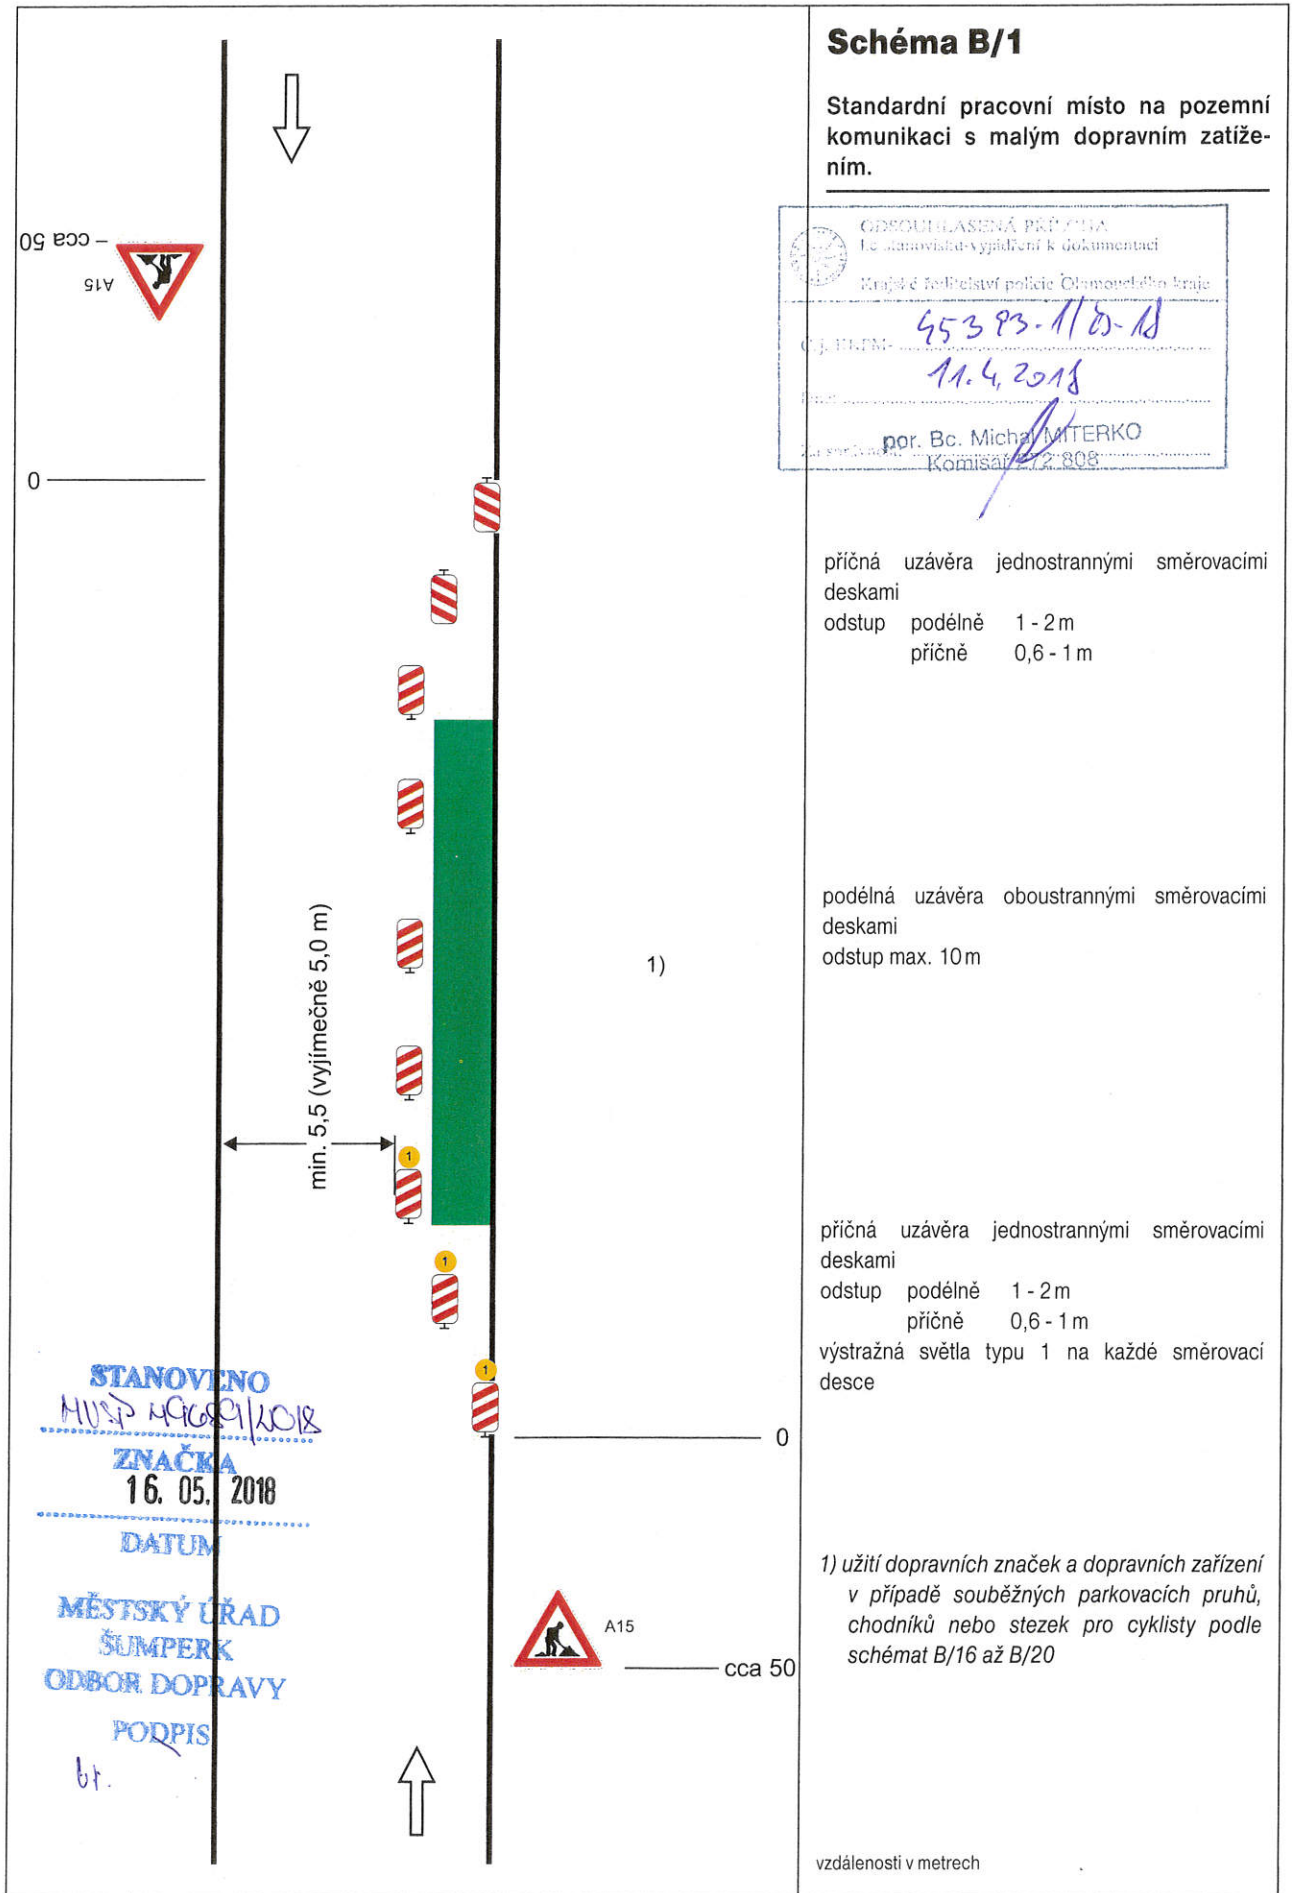 Schéma B/1
Standardní pracovní místo na pozemní
komunikaci s malým dopravním zatíže-
ním.
Krajské ředitelství policie Olomouckého kraje
11.4.2018
por. Bc. Michal MITERKO
Komisař 272 808
cca 50
A15
0
příčná uzávěra jednostrannými směrovacími
deskami
odstup podélně 1 - 2 m
příčně 0,6 - 1 m
podélná uzávěra oboustrannými směrovacími
deskami
odstup max. 10 m
1)
min. 5,5 (vyjímečně 5,0 m)
1
1
1
příčná uzávěra jednostrannými směrovacími
deskami
odstup podélně 1 - 2 m
příčně 0,6 - 1 m
výstražná světla typu 1 na každé směrovací
desce
0
STANOVENO
ZNAČKA
16. 05. 2018
DATUM
MĚSTSKÝ ÚŘAD
ŠUMPERK
ODBOR DOPRAVY
PODPIS
A15
cca 50
1) užití dopravních značek a dopravních zařízení
v případě souběžných parkovacích pruhů,
chodníků nebo stezek pro cyklisty podle
schémat B/16 až B/20
vzdálenosti v metrech